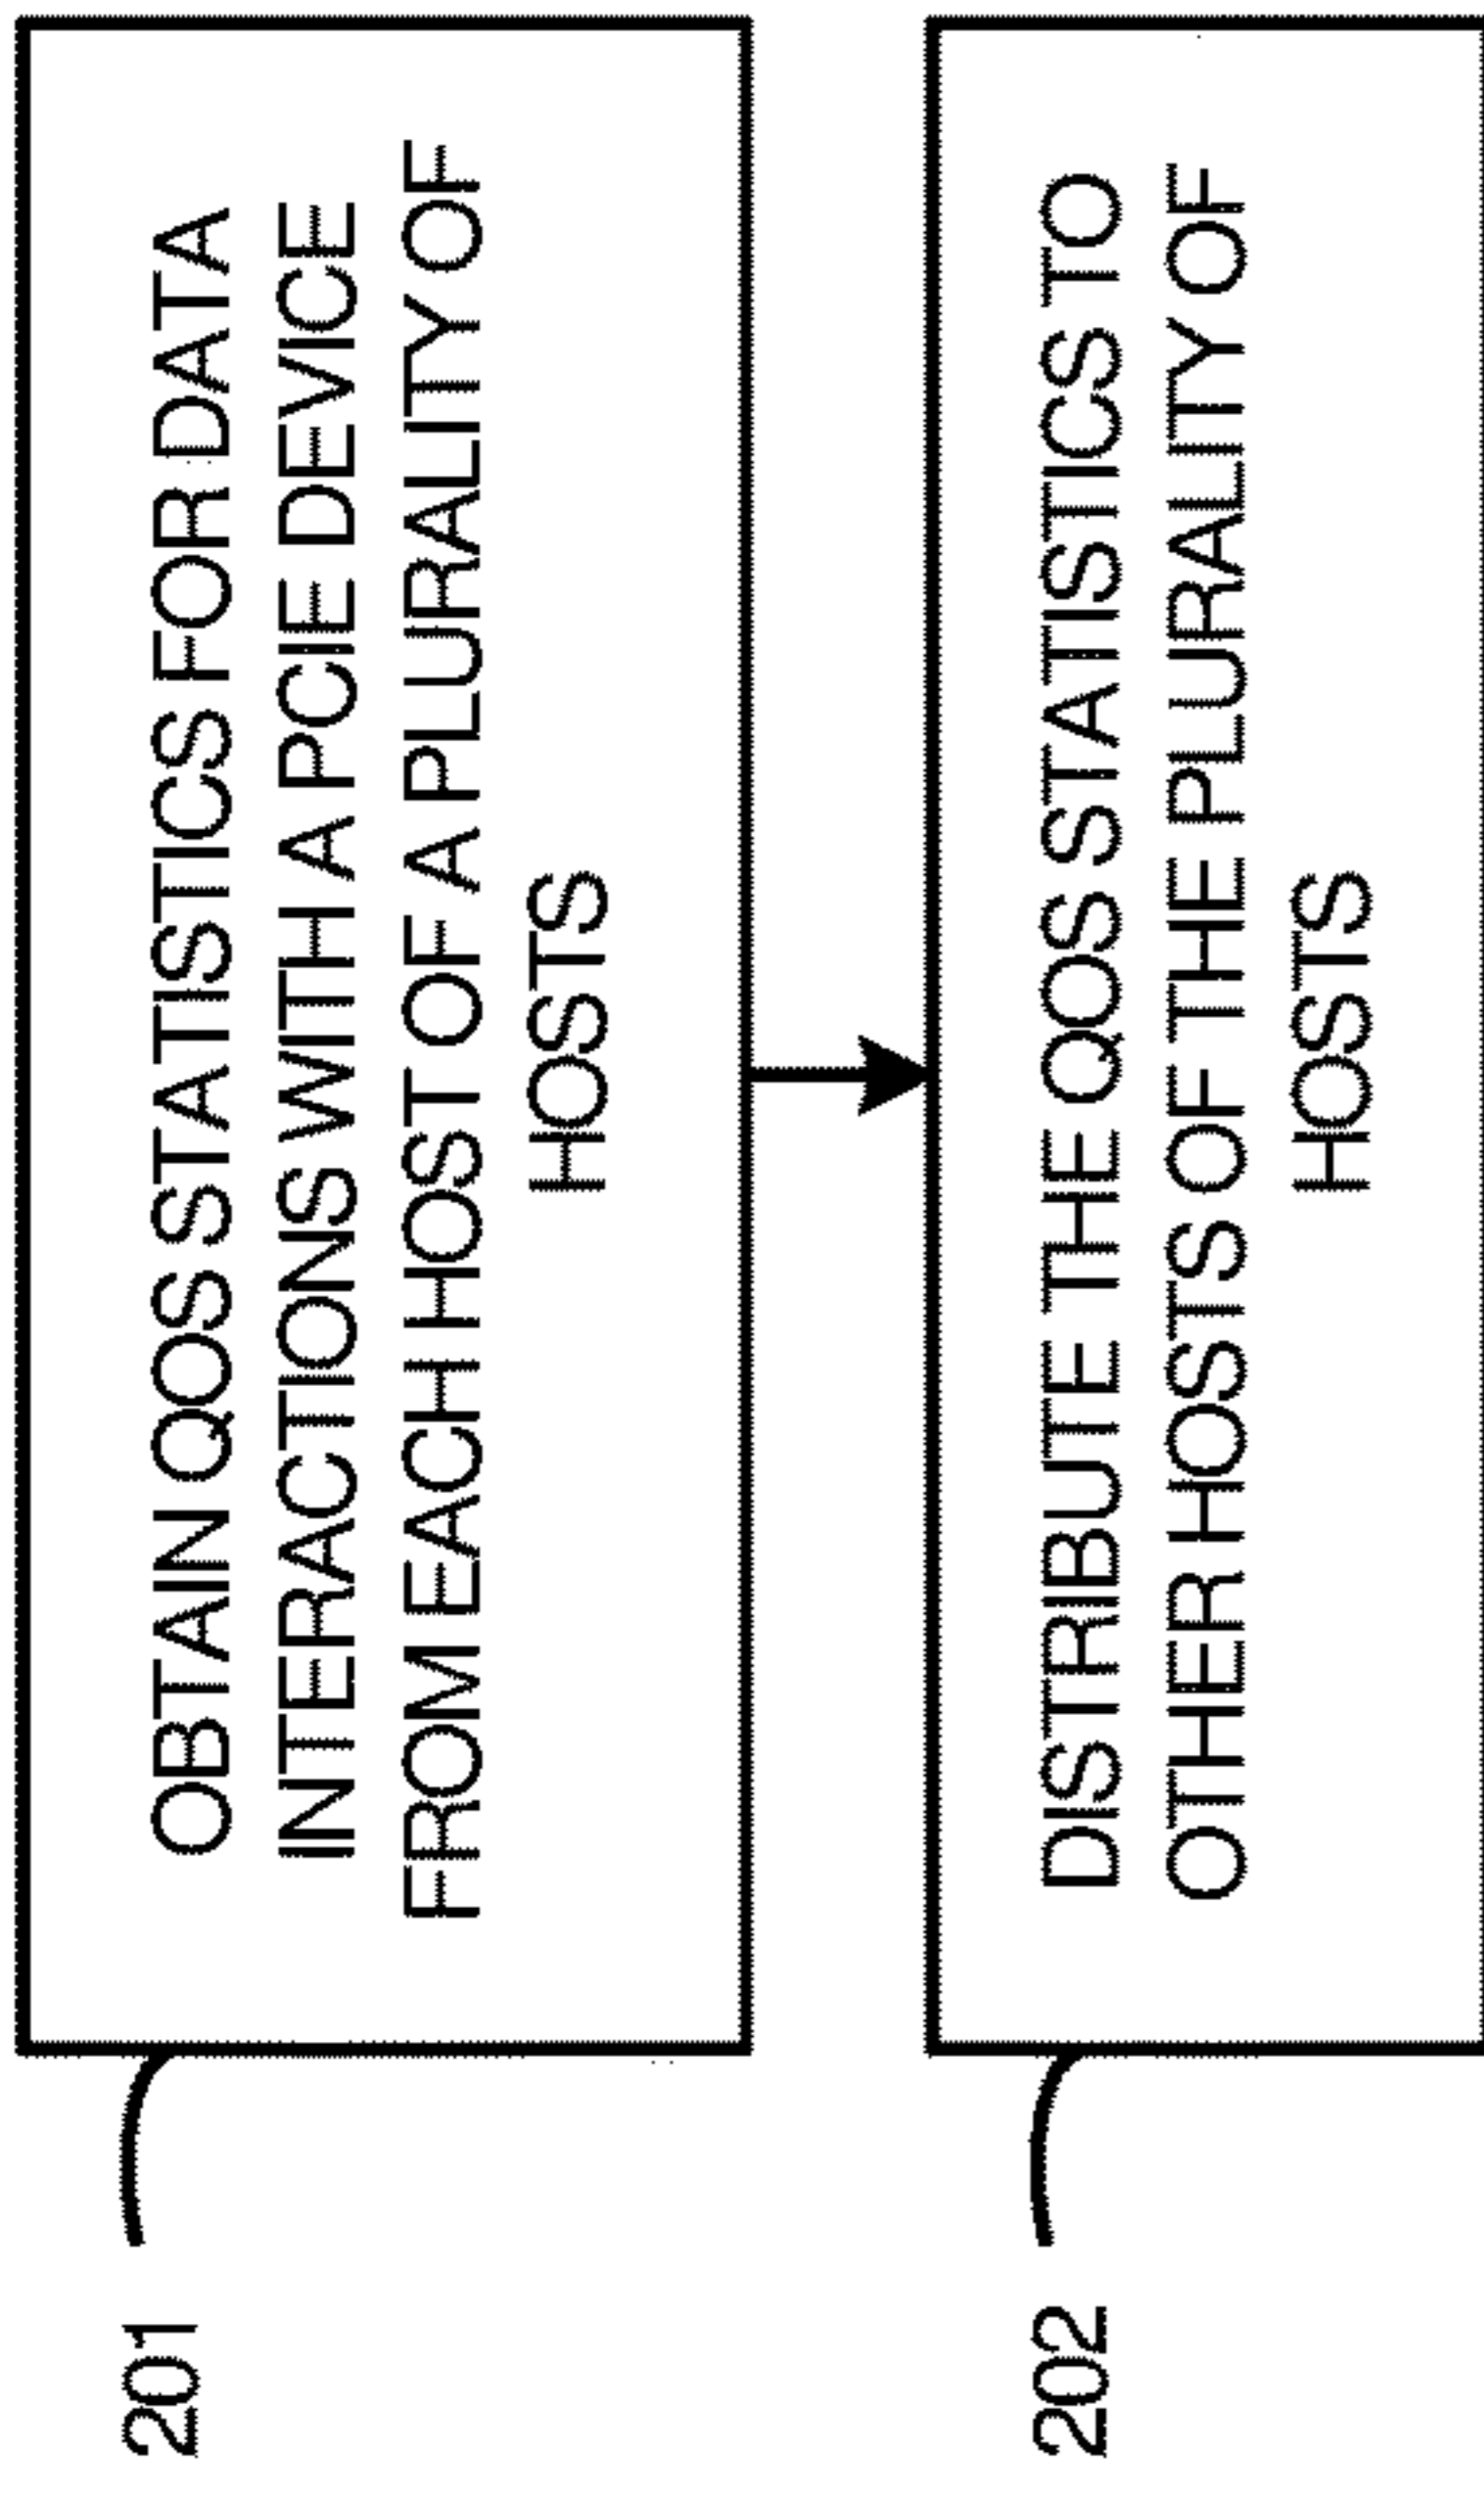 201
OBTAIN QOS STATISTICS FOR DATA
INTERACTIONS WITH A PCIE DEVICE
FROM EACH HOST OF A PLURALITY OF
HOSTS
202
DISTRIBUTE THE QOS STATISTICS TO
OTHER HOSTS OF THE PLURALITY OF
HOSTS